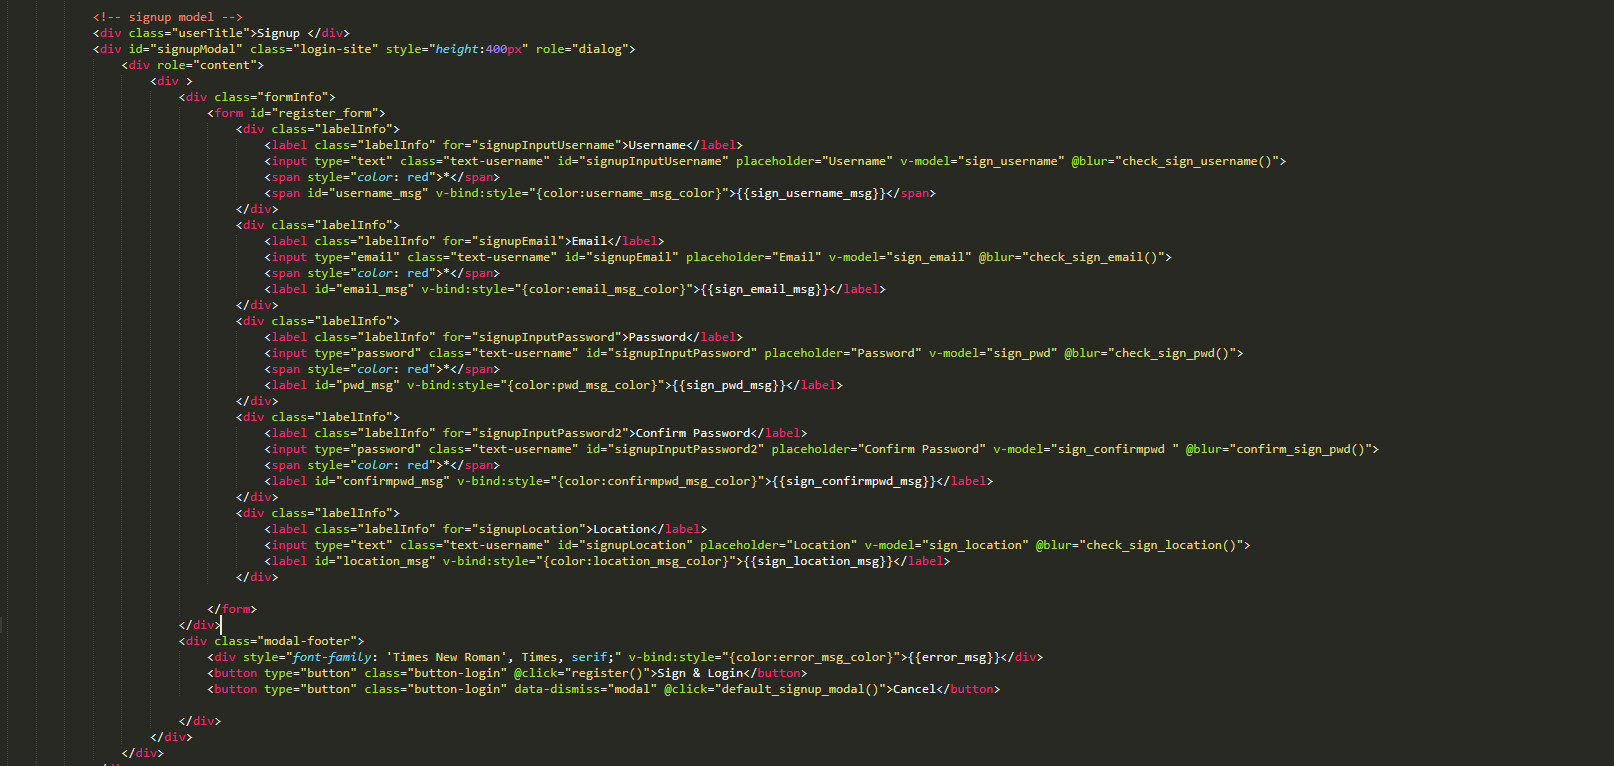 <!-- signup model -->
<div class="userTitle">Signup </div>
<div id="signupModal" class="login-site" style="height:400px" role="dialog">
<div role="content">
<div >
<div class="formInfo">
<form id="register_form">
<div class="labelInfo">
<label class="labelInfo" for="signupInputUsername">Username</label>
<input type="text" class="text-username" id="signupInputUsername" placeholder="Username" v-model="sign_username" @blur="check_sign_username()">
<span style="color: red">*</span>
<span id="username_msg" v-bind:style="{color:username_msg_color}">{{sign_username_msg}}</span>
</div>
<div class="labelInfo">
<label class="labelInfo" for="signupEmail">Email</label>
<input type="email" class="text-username" id="signupEmail" placeholder="Email" v-model="sign_email" @blur="check_sign_email()">
<span style="color: red">*</span>
<label id="email_msg" v-bind:style="{color:email_msg_color}">{{sign_email_msg}}</label>
</div>
<div class="labelInfo">
<label class="labelInfo" for="signupInputPassword">Password</label>
<input type="password" class="text-username" id="signupInputPassword" placeholder="Password" v-model="sign_pwd" @blur="check_sign_pwd()">
<span style="color: red">*</span>
<label id="pwd_msg" v-bind:style="{color:pwd_msg_color}">{{sign_pwd_msg}}</label>
</div>
<div class="labelInfo">
<label class="labelInfo" for="signupInputPassword2">Confirm Password</label>
<input type="password" class="text-username" id="signupInputPassword2" placeholder="Confirm Password" v-model="sign_confirmpwd " @blur="confirm_sign_pwd()">
<span style="color: red">*</span>
<label id="confirmpwd_msg" v-bind:style="{color:confirmpwd_msg_color}">{{sign_confirmpwd_msg}}</label>
</div>
<div class="labelInfo">
<label class="labelInfo" for="signupLocation">Location</label>
<input type="text" class="text-username" id="signupLocation" placeholder="Location" v-model="sign_location" @blur="check_sign_location()">
<label id="location_msg" v-bind:style="{color:location_msg_color}">{{sign_location_msg}}</label>
</div>
</form>
</div>
<div class="modal-footer">
<div style="font-family: 'Times New Roman', Times, serif;" v-bind:style="{color:error_msg_color}">{{error_msg}}</div>
<button type="button" class="button-login" @click="register()">Sign & Login</button>
<button type="button" class="button-login" data-dismiss="modal" @click="default_signup_modal()">Cancel</button>
</div>
</div>
</div>